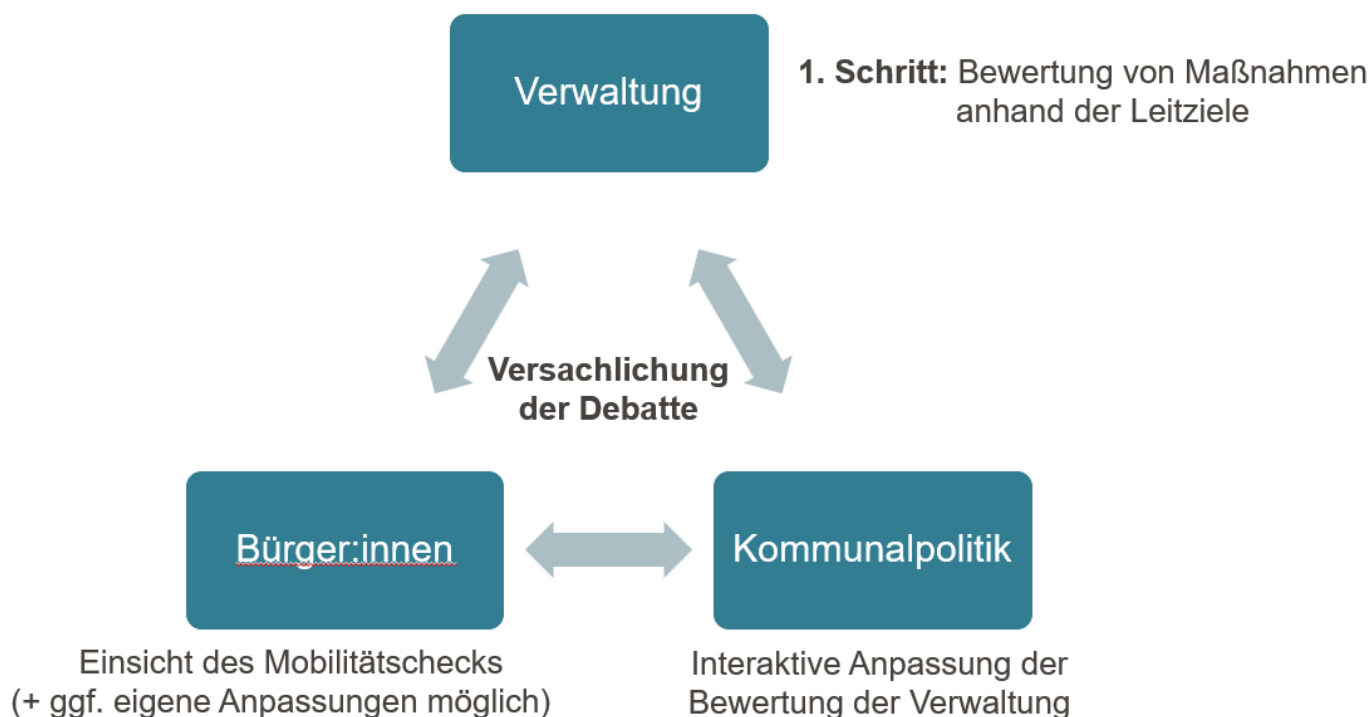 Verwaltung
1. Schritt: Bewertung von Maßnahmen
anhand der Leitziele
Versachlichung
der Debatte
Bürger:innen
Kommunalpolitik
Einsicht des Mobilitätschecks
(+ ggf. eigene Anpassungen möglich)
Interaktive Anpassung der
Bewertung der Verwaltung